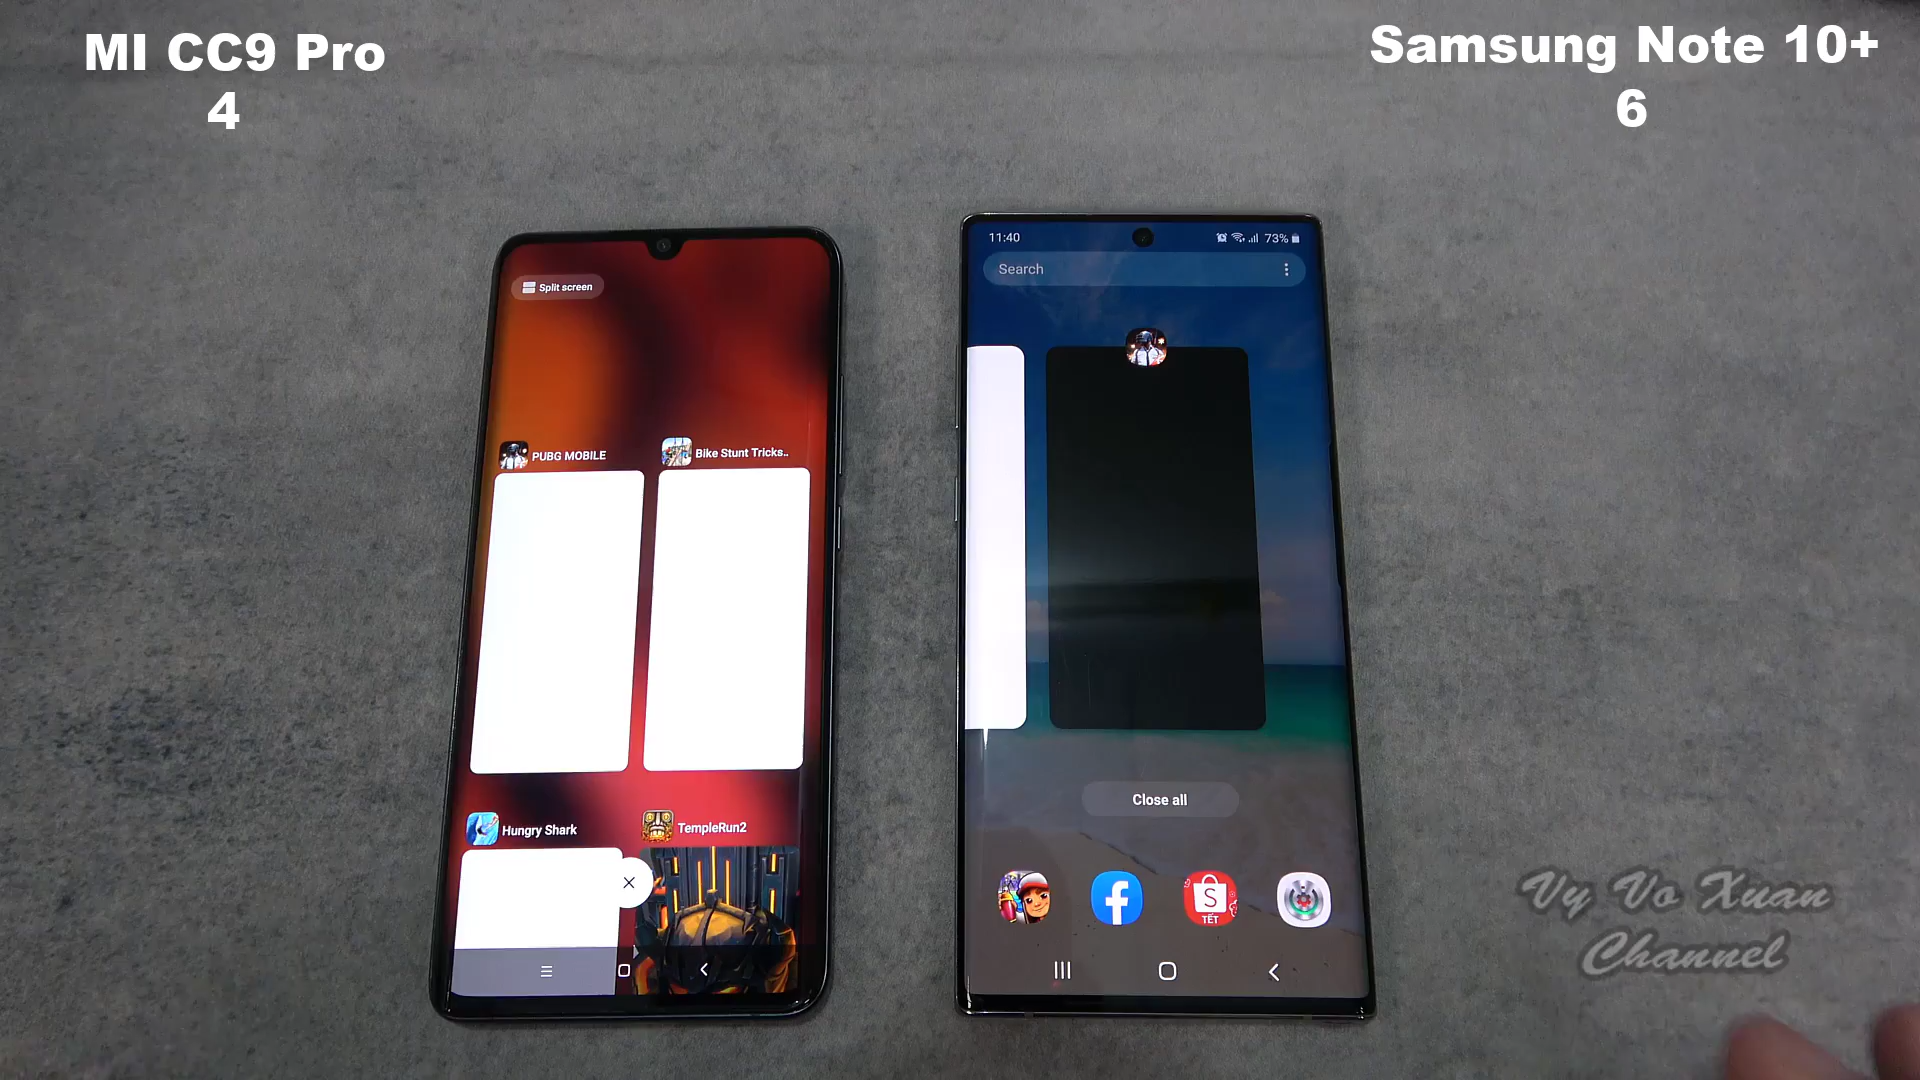 MI CC9 Pro
4
Samsung Note 10+
6
Split screen
PUBG MOBILE
Bike Stunt Tricks..
Hungry Shark
TempleRun2
11:40
73%
Search
Close all
S
TẾT
Vy Vo Xuan
Channel